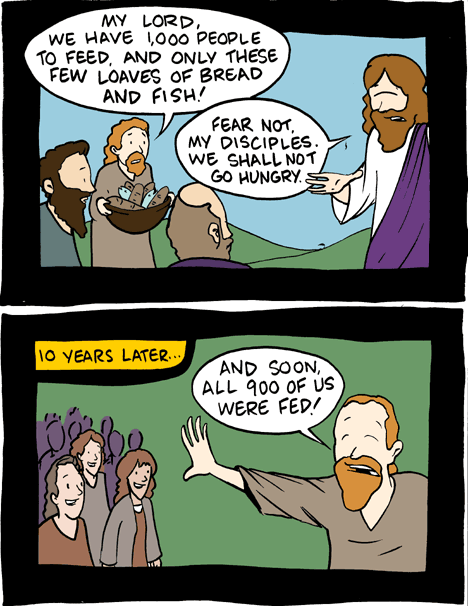 MY LORD,
WE HAVE 1,000 PEOPLE
TO FEED, AND ONLY THESE
FEW LOAVES OF BREAD
AND FISH!
FEAR NOT,
MY DISCIPLES.
WE SHALL NOT
GO HUNGRY.
10 YEARS LATER...
AND SOON,
ALL 900 OF US
WERE FED!